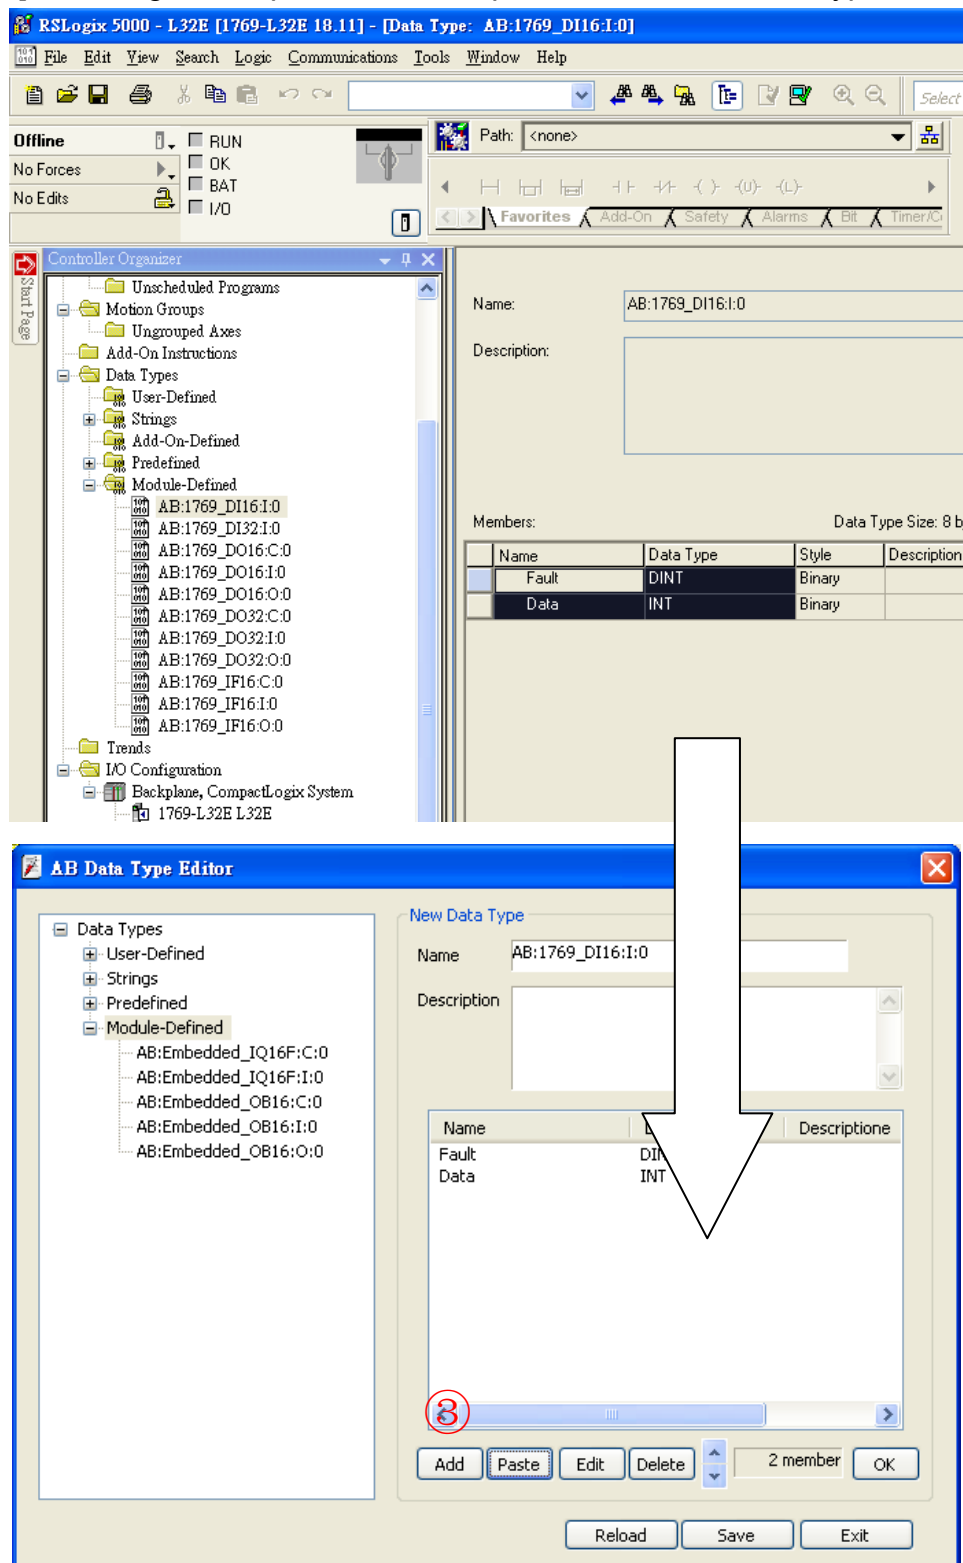 RSLogix 5000 - L32E [1769-L32E 18.11] - [Data Type: AB:1769_DI16:I:0]
File Edit View Search Logic Communications Tools Window Help
Select
Offline
RUN
Path: <none>
No Forces
OK
No Edits
BAT
I/O
Favorites Add-On Safety Alarms Bit Timer/C
Start Page
Controller Organizer
Unscheduled Programs
Motion Groups
Ungrouped Axes
Add-On Instructions
Data Types
User-Defined
Strings
Add-On-Defined
Predefined
Module-Defined
AB:1769_DI16:I:0
AB:1769_DI32:I:0
AB:1769_DO16:C:0
AB:1769_DO16:I:0
AB:1769_DO16:O:0
AB:1769_DO32:C:0
AB:1769_DO32:I:0
AB:1769_DO32:O:0
AB:1769_IF16:C:0
AB:1769_IF16:I:0
AB:1769_IF16:O:0
Trends
I/O Configuration
Backplane, CompactLogix System
1769-L32E L32E
Name: AB:1769_DI16:I:0
Description:
Members: Data Type Size: 8 b
Name Data Type Style Description
Fault DINT Binary
Data INT Binary
AB Data Type Editor
Data Types
User-Defined
Strings
Predefined
Module-Defined
AB:Embedded_IQ16F:C:0
AB:Embedded_IQ16F:I:0
AB:Embedded_OB16:C:0
AB:Embedded_OB16:I:0
AB:Embedded_OB16:O:0
New Data Type
Name AB:1769_DI16:I:0
Description
Name Descriptione
Fault DIN
Data INT
③
Add Paste Edit Delete 2 member OK
Reload Save Exit